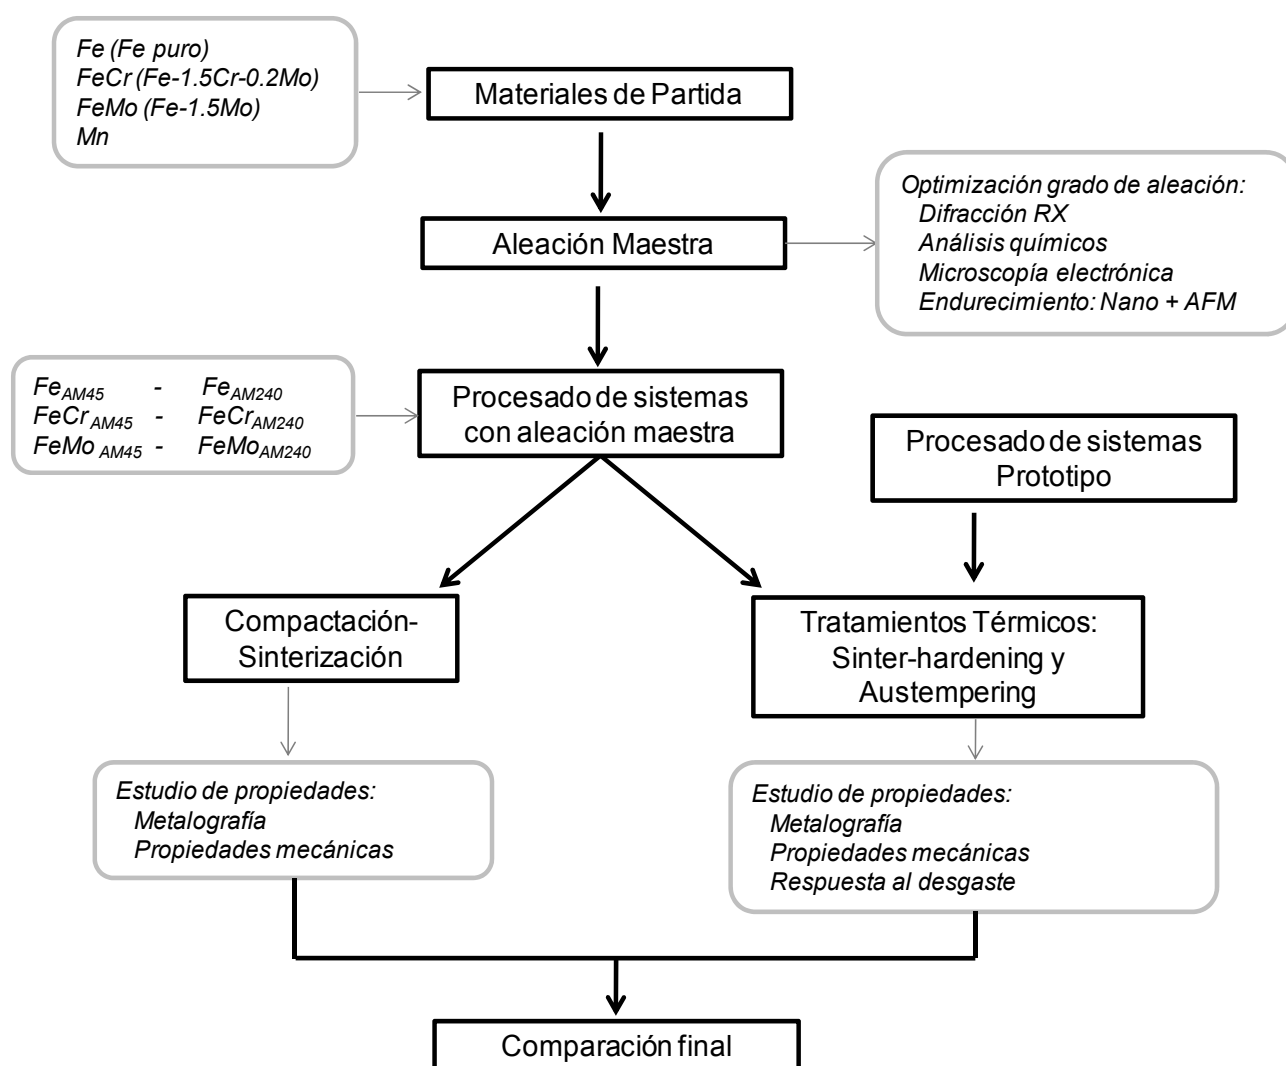 Fe (Fe puro)
FeCr (Fe-1.5Cr-0.2Mo)
FeMo (Fe-1.5Mo)
Mn
Materiales de Partida
Optimización grado de aleación:
Difracción RX
Análisis químicos
Microscopía electrónica
Endurecimiento: Nano + AFM
Aleación Maestra
FeAM45 - FeAM240
FeCrAM45 - FeCrAM240
FeMo AM45 - FeMoAM240
Procesado de sistemas
con aleación maestra
Procesado de sistemas
Prototipo
Compactación-
Sinterización
Tratamientos Térmicos:
Sinter-hardening y
Austempering
Estudio de propiedades:
Metalografía
Propiedades mecánicas
Estudio de propiedades:
Metalografía
Propiedades mecánicas
Respuesta al desgaste
Comparación final